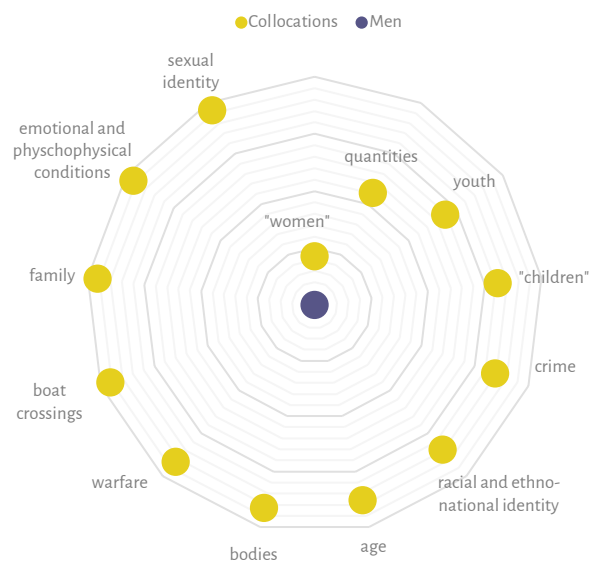 Collocations
Men
sexual
identity
emotional and
physchophysical
conditions
quantities
youth
"women"
family
"children"
crime
boat
crossings
warfare
racial and ethno-
national identity
bodies
age